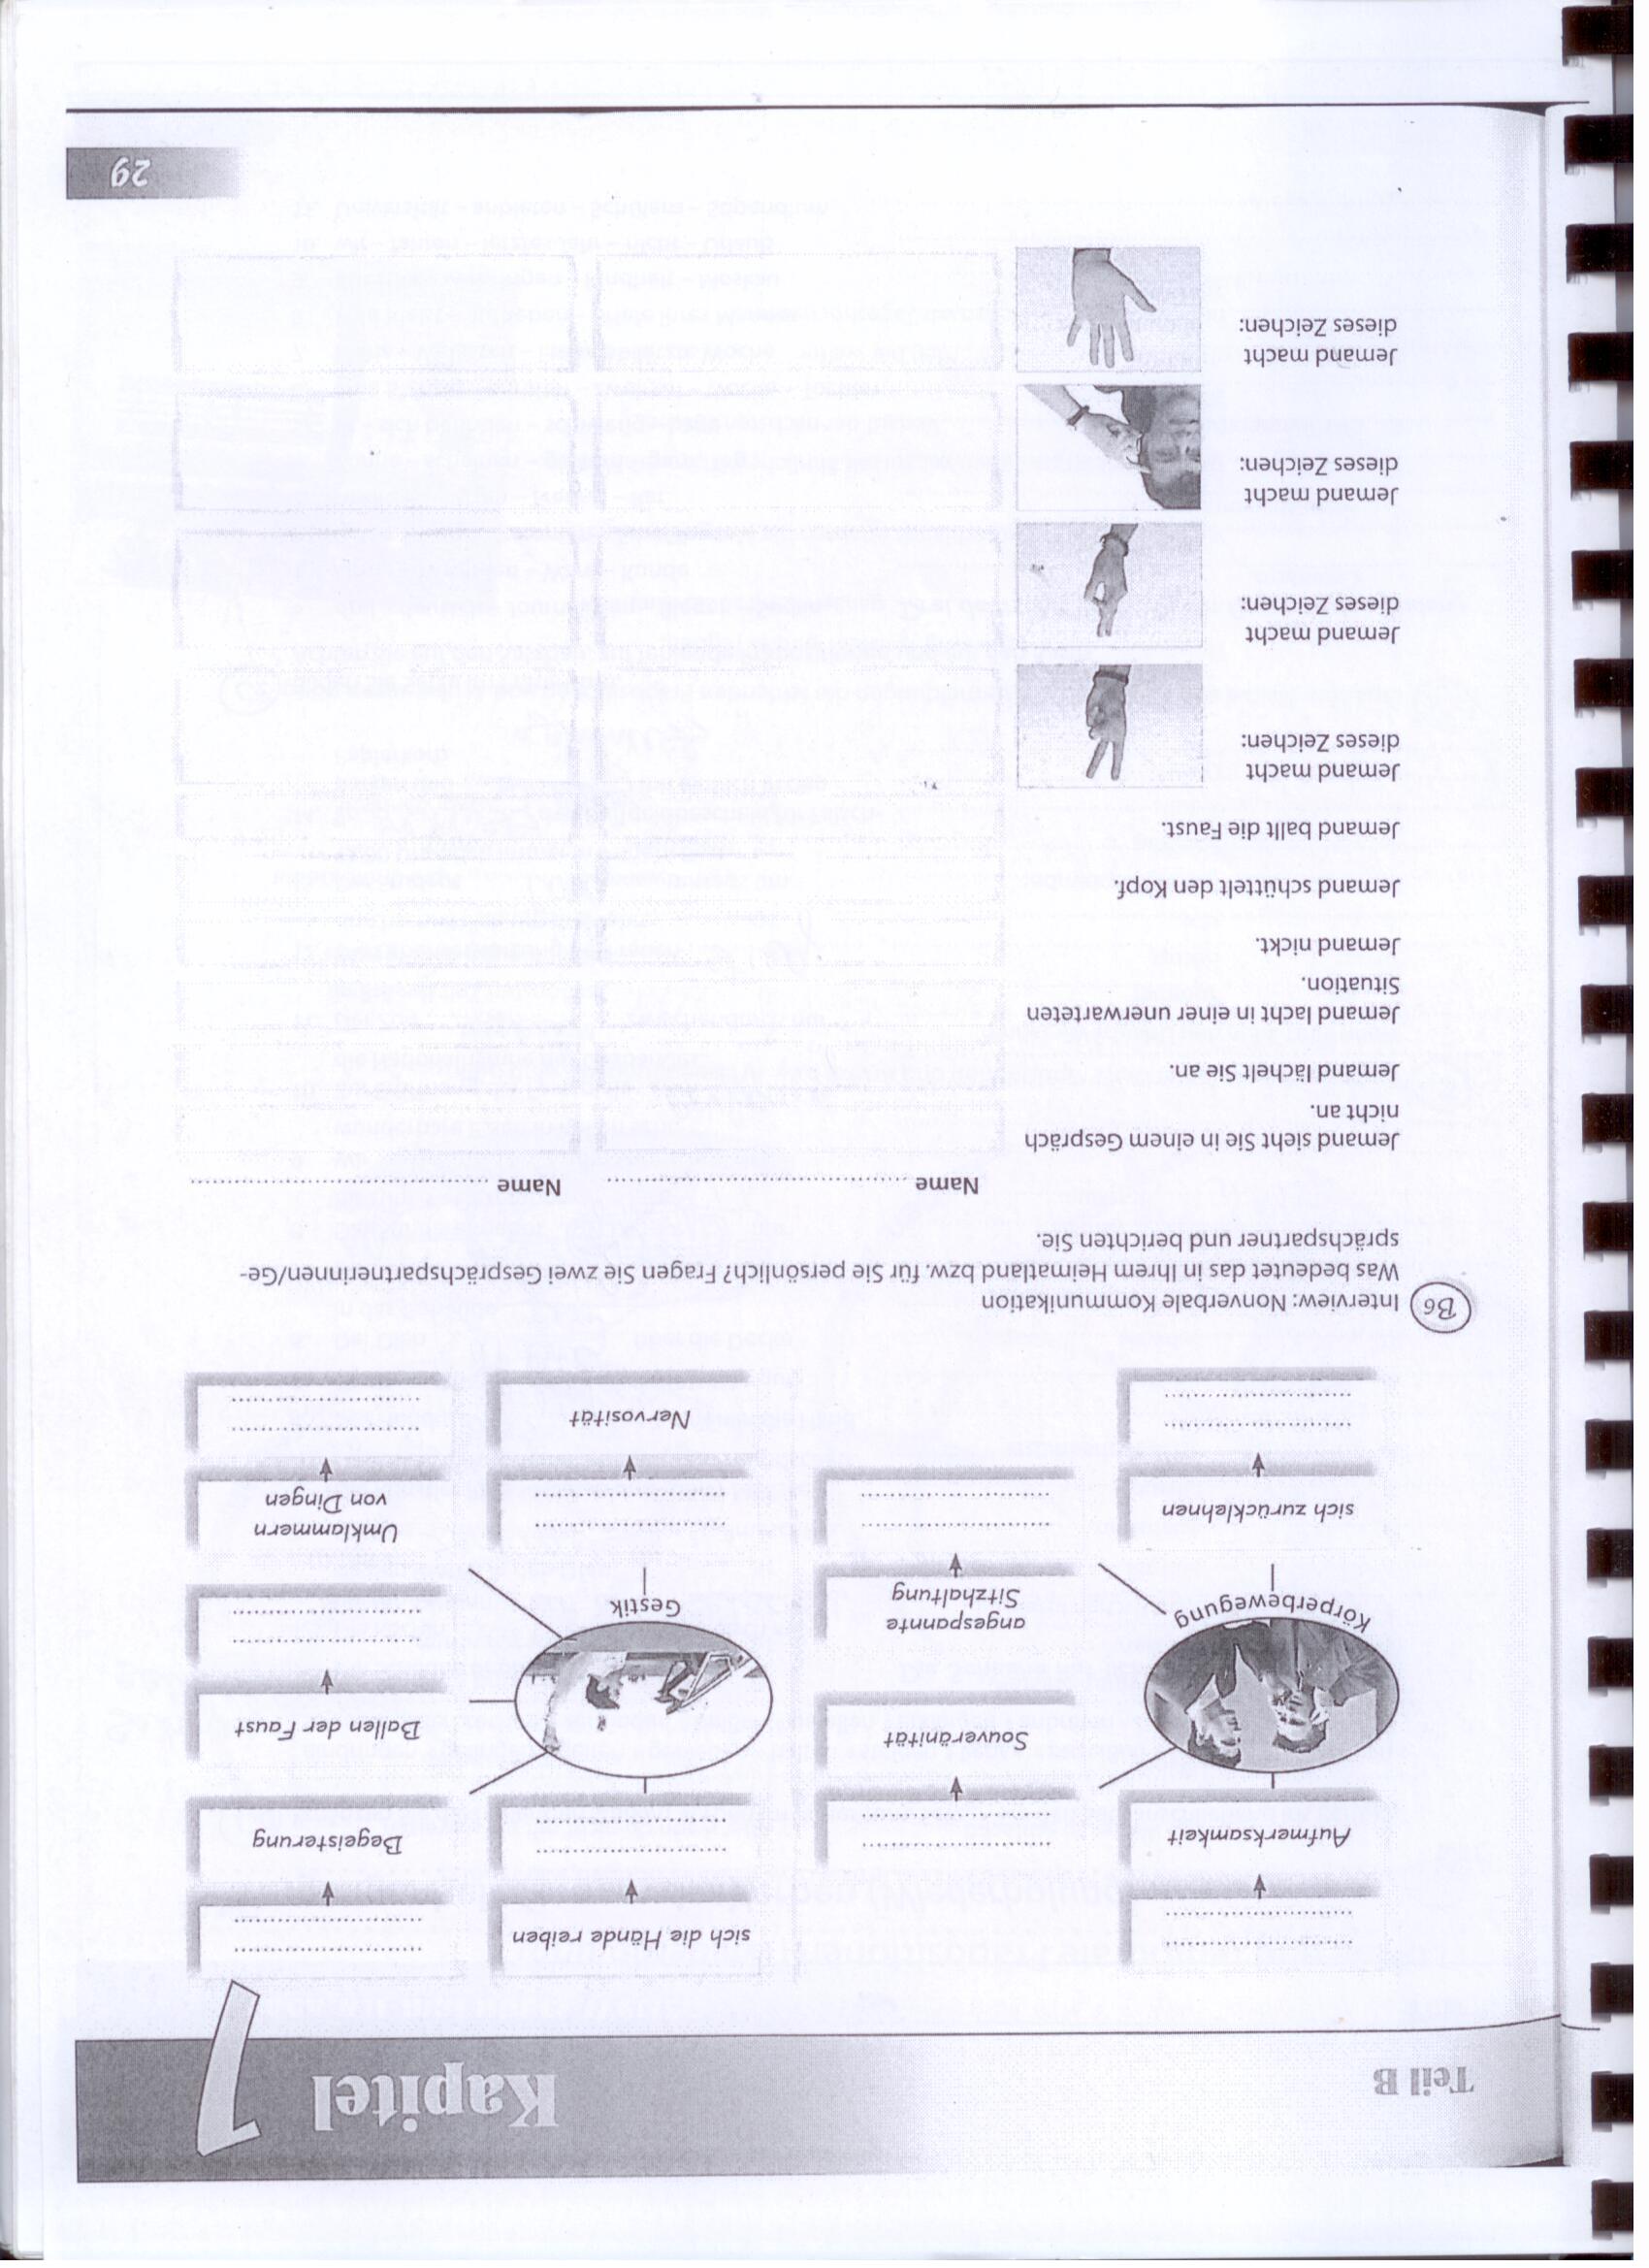 Teil B
Kapitel 1
Aufmerksamkeit
Souveränität
angespannte
Sitzhaltung
Körperbewegung
sich zurücklehnen
sich die Hände reiben
Begeisterung
Ballen der Faust
Gestik
Umklammern
von Dingen
Nervosität
B6 Interview: Nonverbale Kommunikation
Was bedeutet das in Ihrem Heimatland bzw. für Sie persönlich? Fragen Sie zwei Gesprächspartnerinnen/Ge-
sprächspartner und berichten Sie.
Name Name
Jemand sieht Sie in einem Gespräch
nicht an.
Jemand lächelt Sie an.
Jemand lacht in einer unerwarteten
Situation.
Jemand nickt.
Jemand schüttelt den Kopf.
Jemand ballt die Faust.
Jemand macht
dieses Zeichen:
Jemand macht
dieses Zeichen:
Jemand macht
dieses Zeichen:
Jemand macht
dieses Zeichen:
29